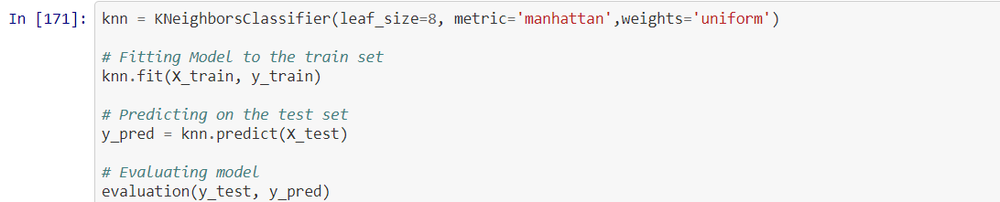 In [171]: knn = KNeighborsClassifier(leaf_size=8, metric='manhattan',weights='uniform')
# Fitting Model to the train set
knn.fit(X_train, y_train)
# Predicting on the test set
y_pred = knn.predict(X_test)
# Evaluating model
evaluation(y_test, y_pred)